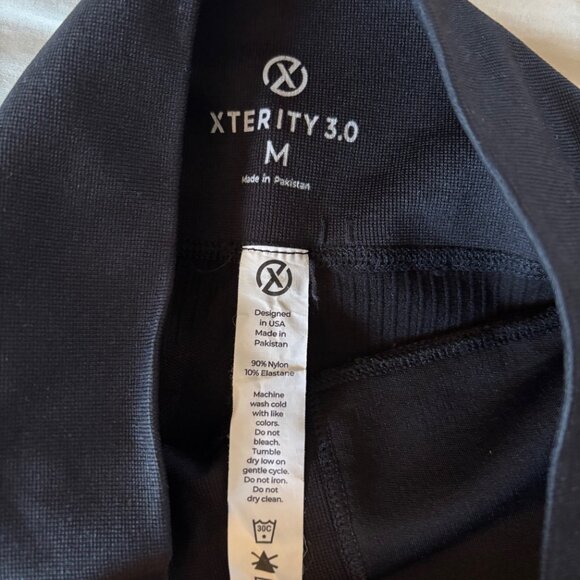 XTERITY 3.0
M
Made in Pakistan
Designed
in USA
Made in
Pakistan
90% Nylon
10% Elastane
Machine
wash cold
with like
colors.
Do not
bleach.
Tumble
dry low on
gentle cycle.
Do not iron.
Do not
dry clean.
30C